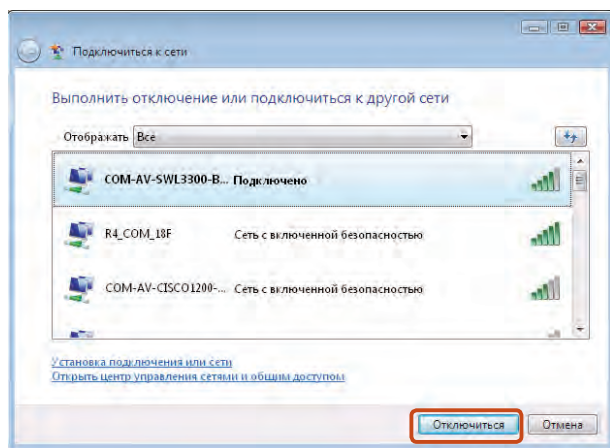 Подключиться к сети
Выполнить отключение или подключиться к другой сети
Отображать Все
COM-AV-SWL3300-B... Подключено
R4_COM_18F Сеть с включенной безопасностью
COM-AV-CISCO1200-... Сеть с включенной безопасностью
Установка подключения или сети
Открыть центр управления сетями и общим доступом
Отключиться Отмена